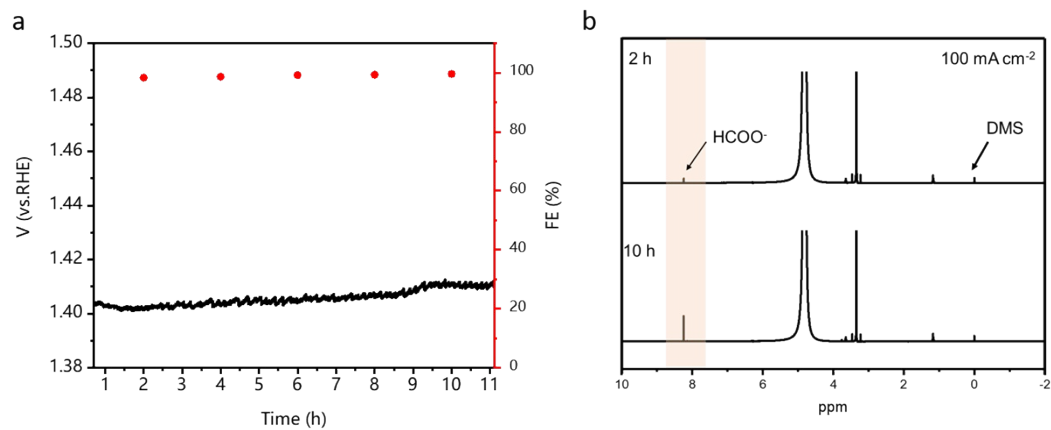 a
1.50
1.48
1.46
1.44
1.42
1.40
1.38
V (vs.RHE)
100
80
60
40
20
0
FE (%)
1 2 3 4 5 6 7 8 9 10 11
Time (h)
b
2 h
100 mA cm⁻²
HCOO⁻
DMS
10 h
10 8 6 4 2 0 -2
ppm